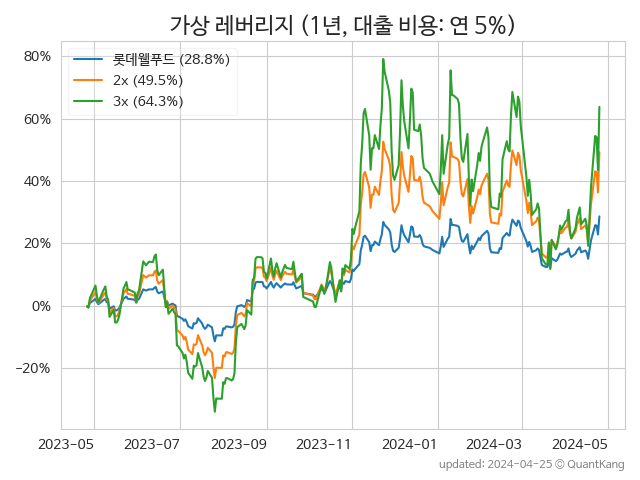 가상 레버리지 (1년, 대출 비용: 연 5%)
롯데웰푸드 (28.8%)
2x (49.5%)
3x (64.3%)
80%
60%
40%
20%
0%
−20%
2023-05 2023-07 2023-09 2023-11 2024-01 2024-03 2024-05
updated: 2024-04-25 © QuantKang